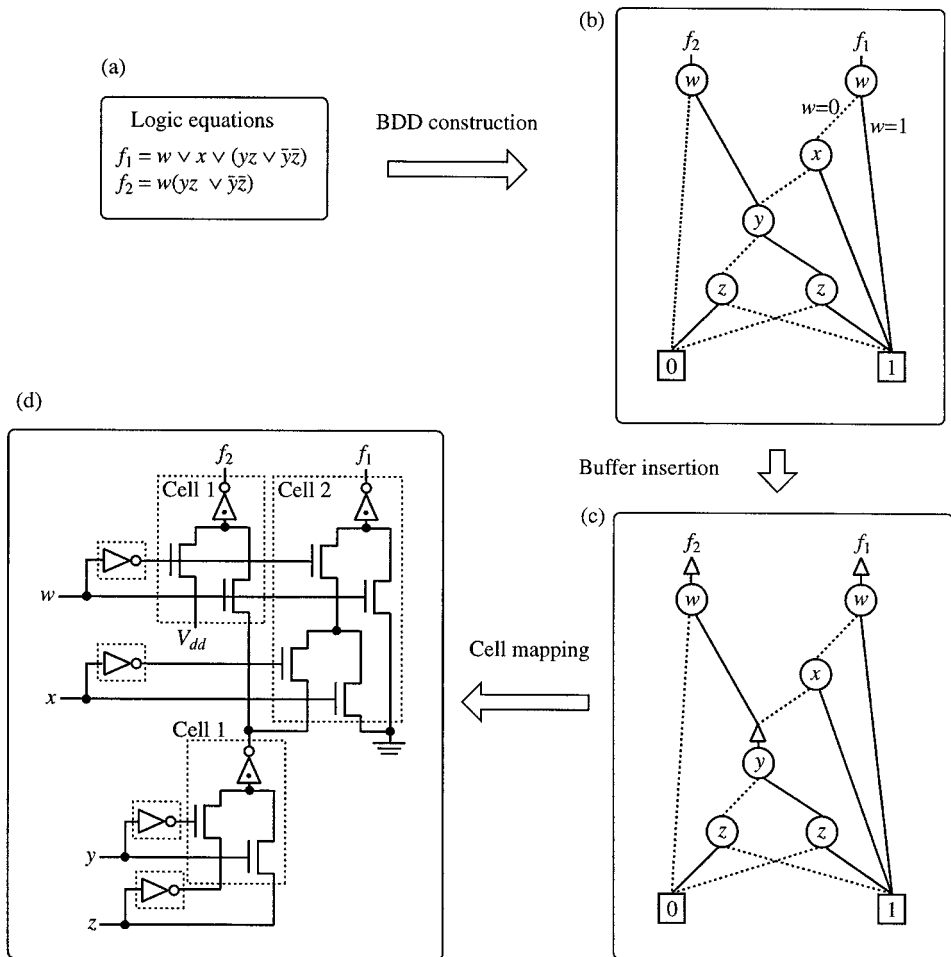 (a)
Logic equations
f₁ = w ∨ x ∨ (yz ∨ ȳz̄)
f₂ = w(yz ∨ ȳz̄)
BDD construction
(b)
f₂
f₁
w
w
w=0
w=1
x
y
z
z
0
1
Buffer insertion
(c)
f₂
f₁
w
w
x
y
z
z
0
1
Cell mapping
(d)
f₂
f₁
Cell 1
Cell 2
w
V_dd
x
Cell 1
y
z